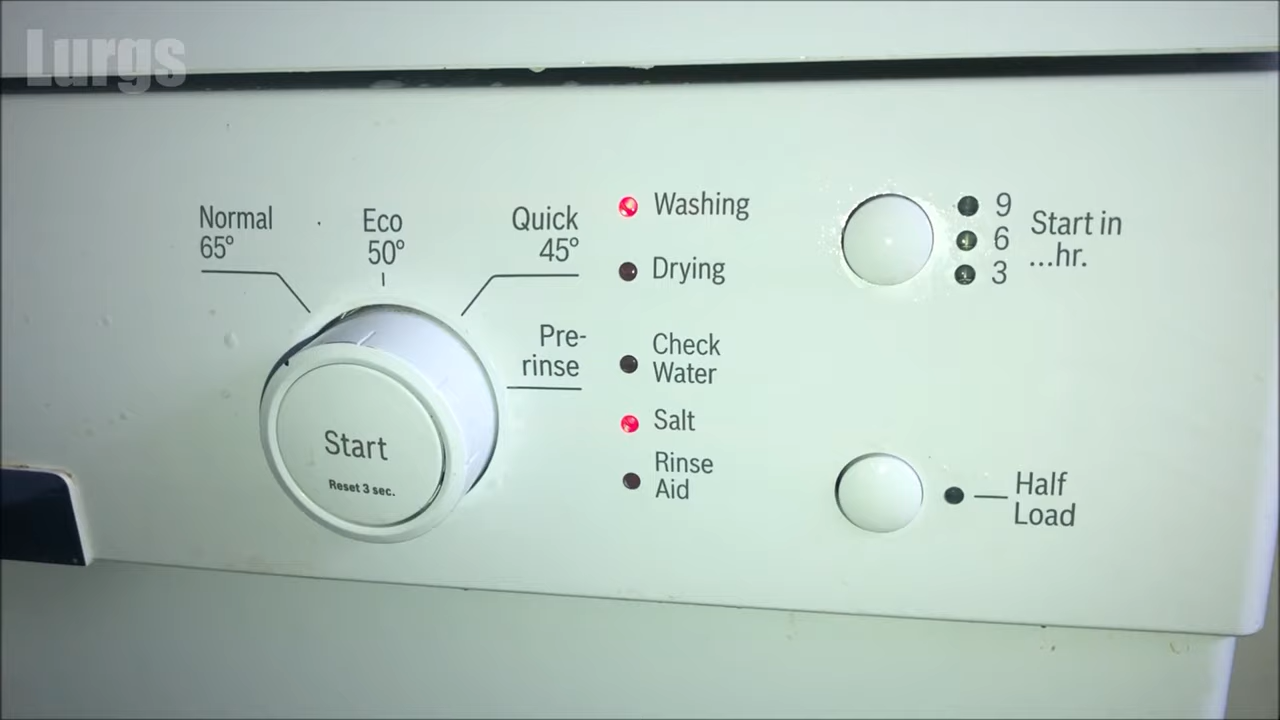 Lurgs
Normal
65°
Eco
50°
Quick
45°
Pre-
rinse
Start
Reset 3 sec.
Washing
Drying
Check
Water
Salt
Rinse
Aid
9
6
3
Start in
...hr.
Half
Load